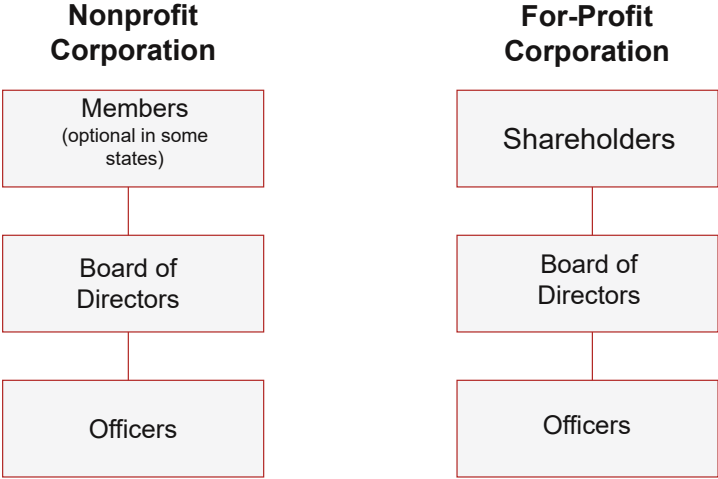 Nonprofit
Corporation
Members
(optional in some
states)
Board of
Directors
Officers
For-Profit
Corporation
Shareholders
Board of
Directors
Officers